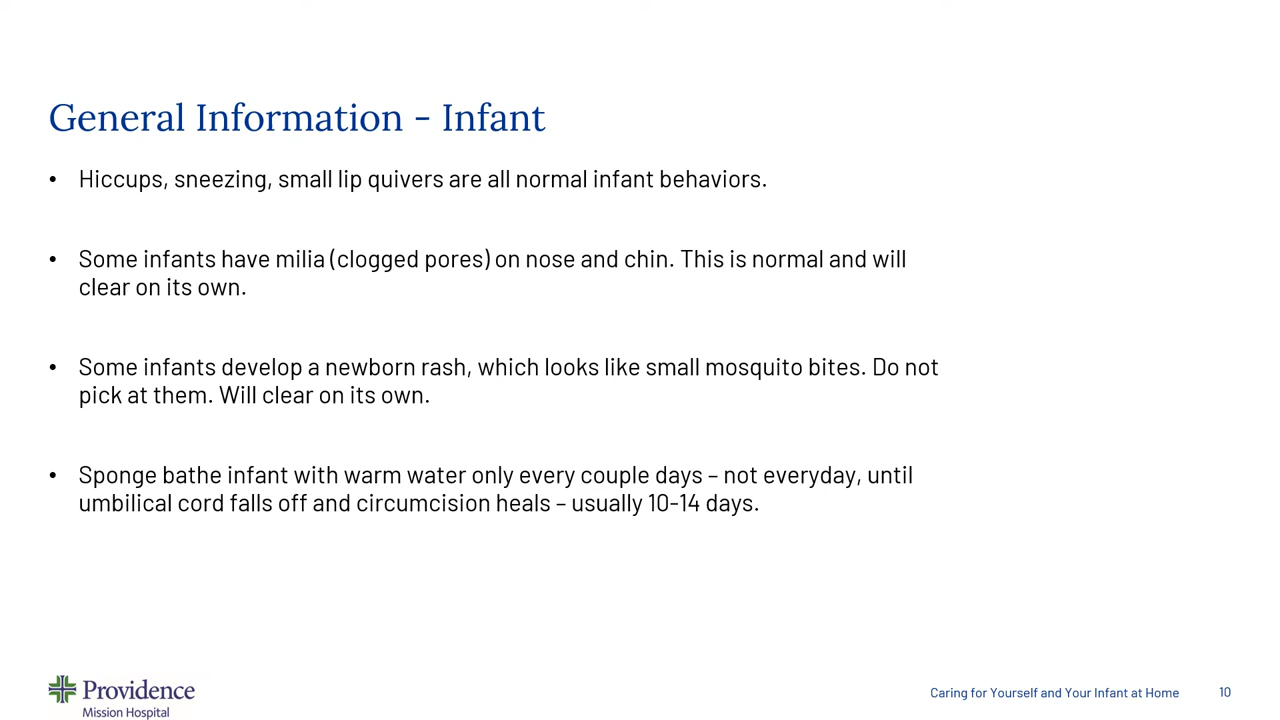 General Information - Infant
• Hiccups, sneezing, small lip quivers are all normal infant behaviors.
• Some infants have milia (clogged pores) on nose and chin. This is normal and will
clear on its own.
• Some infants develop a newborn rash, which looks like small mosquito bites. Do not
pick at them. Will clear on its own.
• Sponge bathe infant with warm water only every couple days – not everyday, until
umbilical cord falls off and circumcision heals – usually 10-14 days.
Providence
Mission Hospital
Caring for Yourself and Your Infant at Home 10